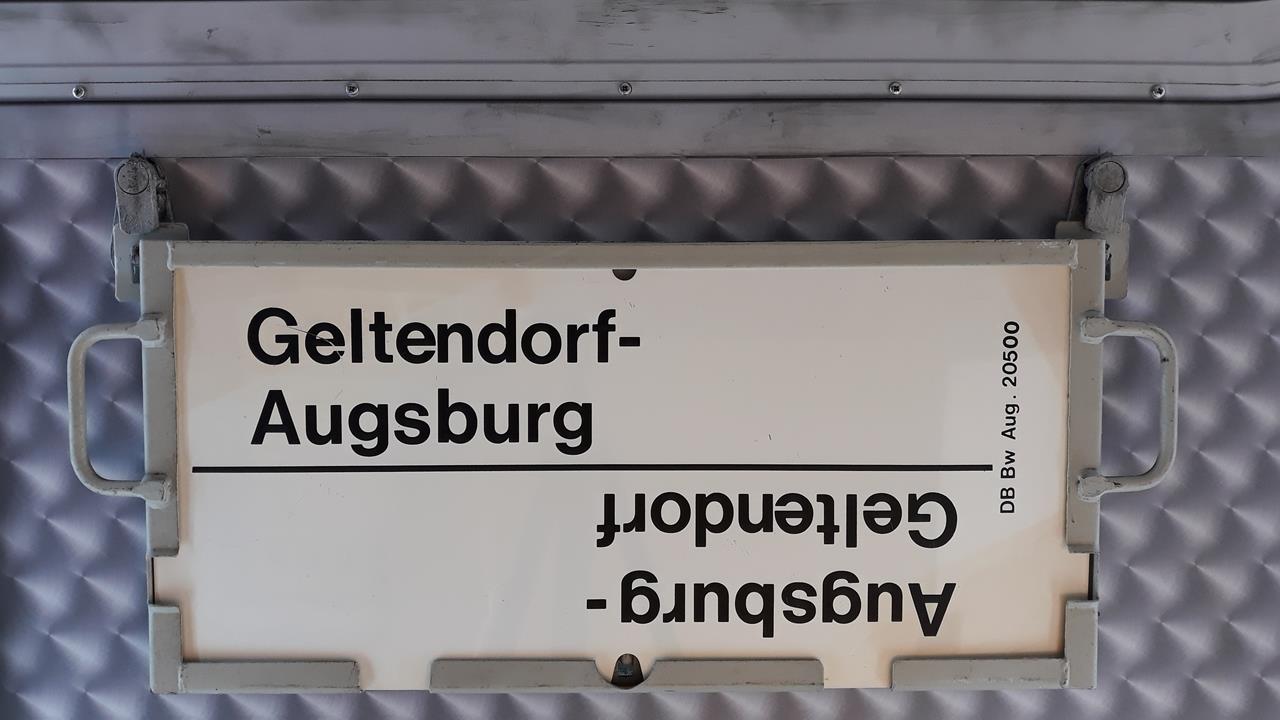 Geltendorf-
Augsburg
DB Bw Aug. 20500
Augsburg -
Geltendorf